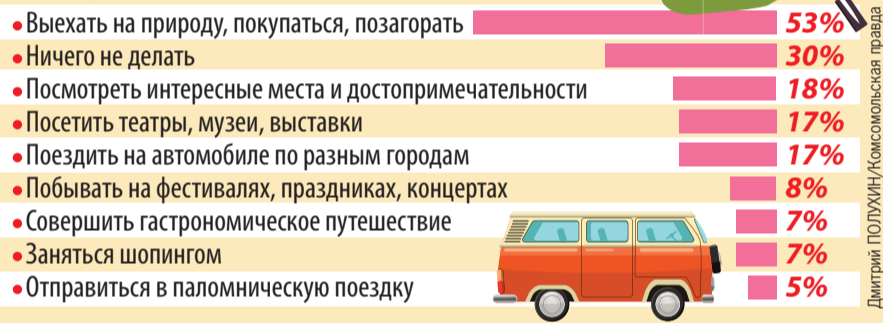 • Выехать на природу, покупаться, позагорать 53%
• Ничего не делать 30%
• Посмотреть интересные места и достопримечательности 18%
• Посетить театры, музеи, выставки 17%
• Поездить на автомобиле по разным городам 17%
• Побывать на фестивалях, праздниках, концертах 8%
• Совершить гастрономическое путешествие 7%
• Заняться шопингом 7%
• Отправиться в паломническую поездку 5%
Дмитрий ПОЛУХИН/Комсомольская правда